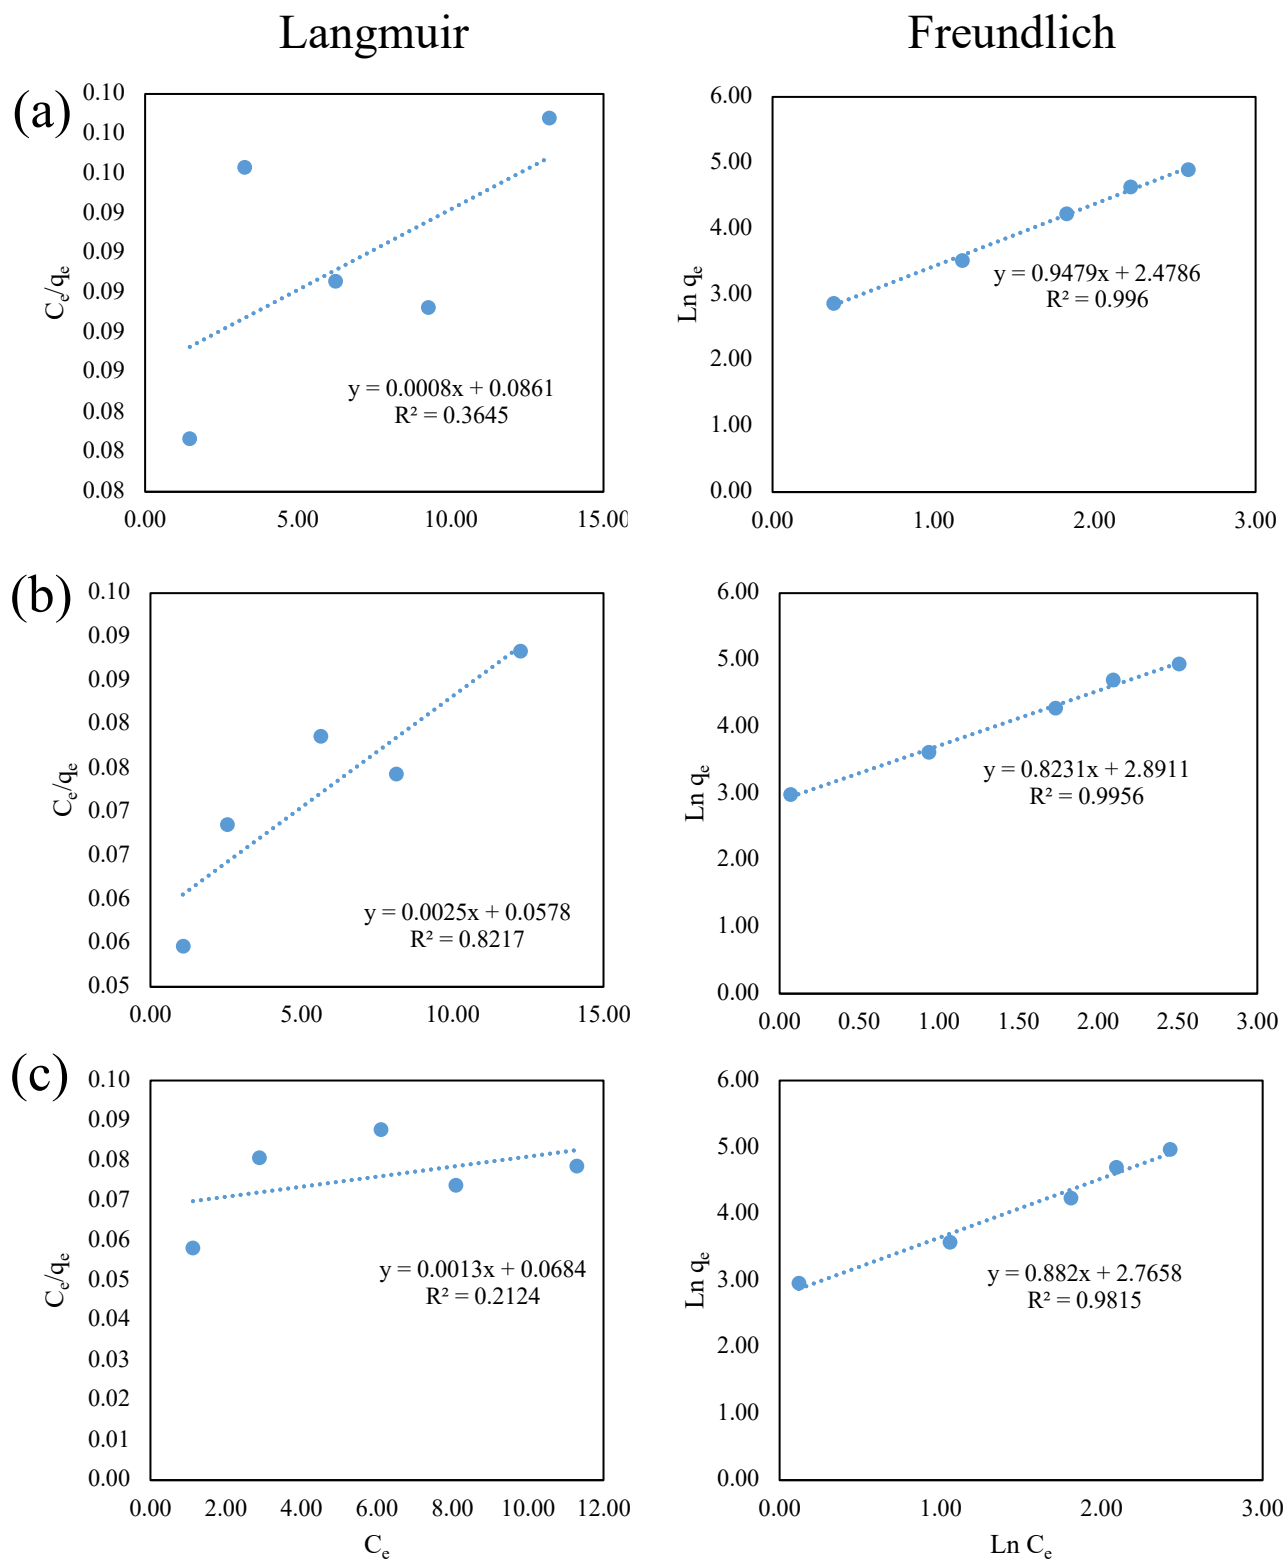 Langmuir
Freundlich
(a)
0.10
0.10
0.10
0.09
0.09
0.09
0.09
0.09
0.08
0.08
0.08
Cₑ/qₑ
y = 0.0008x + 0.0861
R² = 0.3645
0.00 5.00 10.00 15.00
6.00
5.00
4.00
3.00
2.00
1.00
0.00
Ln qₑ
y = 0.9479x + 2.4786
R² = 0.996
0.00 1.00 2.00 3.00
(b)
0.10
0.09
0.09
0.08
0.08
0.07
0.07
0.06
0.06
0.05
Cₑ/qₑ
y = 0.0025x + 0.0578
R² = 0.8217
0.00 5.00 10.00 15.00
6.00
5.00
4.00
3.00
2.00
1.00
0.00
Ln qₑ
y = 0.8231x + 2.8911
R² = 0.9956
0.00 0.50 1.00 1.50 2.00 2.50 3.00
(c)
0.10
0.09
0.08
0.07
0.06
0.05
0.04
0.03
0.02
0.01
0.00
Cₑ/qₑ
y = 0.0013x + 0.0684
R² = 0.2124
0.00 2.00 4.00 6.00 8.00 10.00 12.00
Cₑ
6.00
5.00
4.00
3.00
2.00
1.00
0.00
Ln qₑ
y = 0.882x + 2.7658
R² = 0.9815
0.00 1.00 2.00 3.00
Ln Cₑ